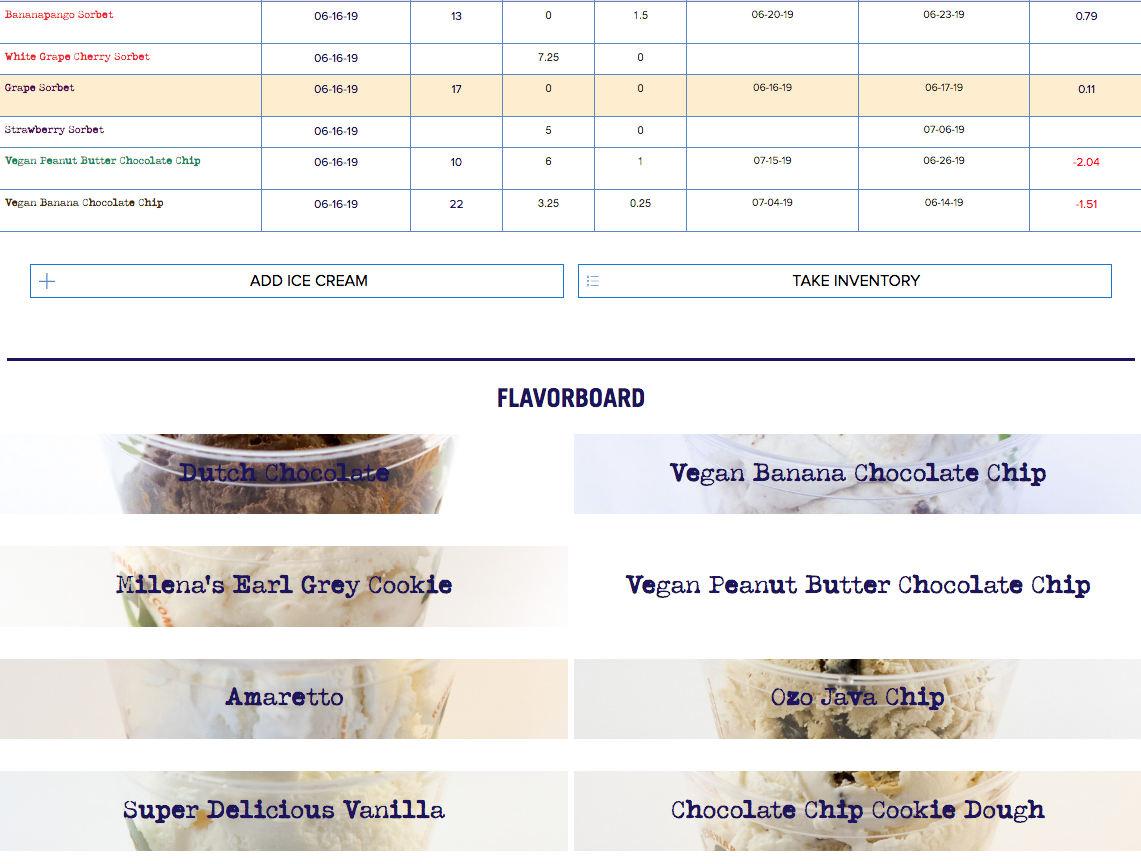 Bananapango Sorbet 06-16-19 13 0 1.5 06-20-19 06-23-19 0.79
White Grape Cherry Sorbet 06-16-19 7.25 0
Grape Sorbet 06-16-19 17 0 0 06-16-19 06-17-19 0.11
Strawberry Sorbet 06-16-19 5 0 07-06-19
Vegan Peanut Butter Chocolate Chip 06-16-19 10 6 1 07-15-19 06-26-19 -2.04
Vegan Banana Chocolate Chip 06-16-19 22 3.25 0.25 07-04-19 06-14-19 -1.51
ADD ICE CREAM TAKE INVENTORY
FLAVORBOARD
Dutch Chocolate Vegan Banana Chocolate Chip
Milena's Earl Grey Cookie Vegan Peanut Butter Chocolate Chip
Amaretto Ozo Java Chip
Super Delicious Vanilla Chocolate Chip Cookie Dough